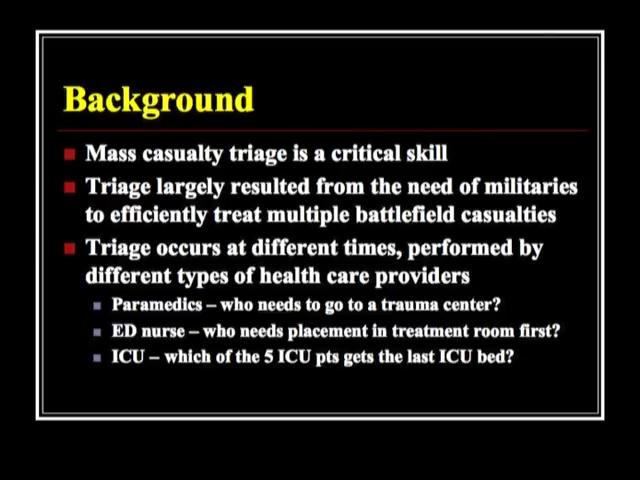 Background
Mass casualty triage is a critical skill
Triage largely resulted from the need of militaries
to efficiently treat multiple battlefield casualties
Triage occurs at different times, performed by
different types of health care providers
Paramedics – who needs to go to a trauma center?
ED nurse – who needs placement in treatment room first?
ICU – which of the 5 ICU pts gets the last ICU bed?